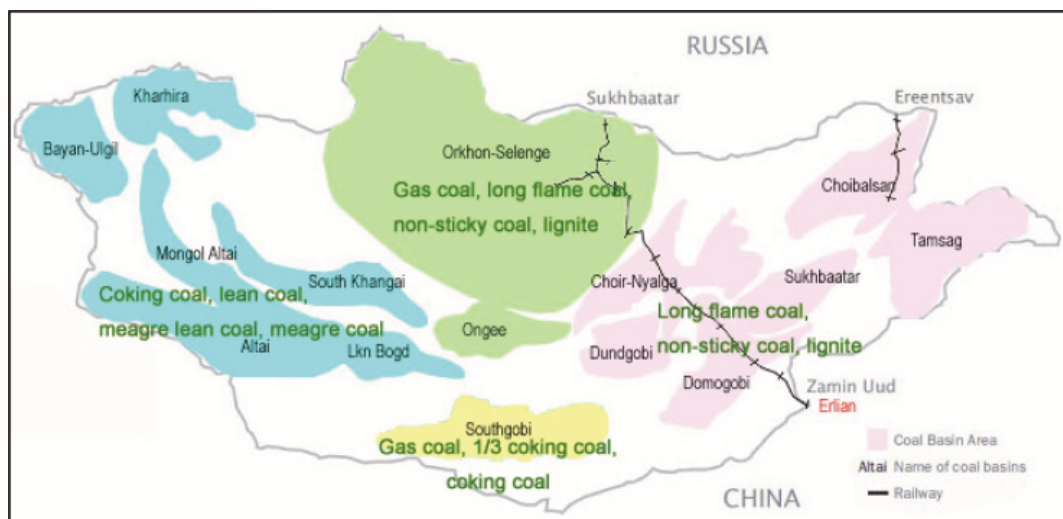 RUSSIA
Kharhira
Sukhbaatar
Ereentsav
Bayan-Ulgil
Orkhon-Selenge
Gas coal, long flame coal,
non-sticky coal, lignite
Choibalsan
Tamsag
Mongol Altai
South Khangai
Choir-Nyalga
Sukhbaatar
Coking coal, lean coal,
meagre lean coal, meagre coal
Altai
Lkn Bogd
Ongee
Long flame coal,
non-sticky coal, lignite
Dundgobi
Domogobi
Zamin Uud
Erlian
Southgobi
Gas coal, 1/3 coking coal,
coking coal
Coal Basin Area
Altai Name of coal basins
Railway
CHINA